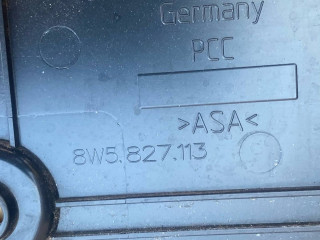 Germany
PCC
>ASA<
8W5.827.113